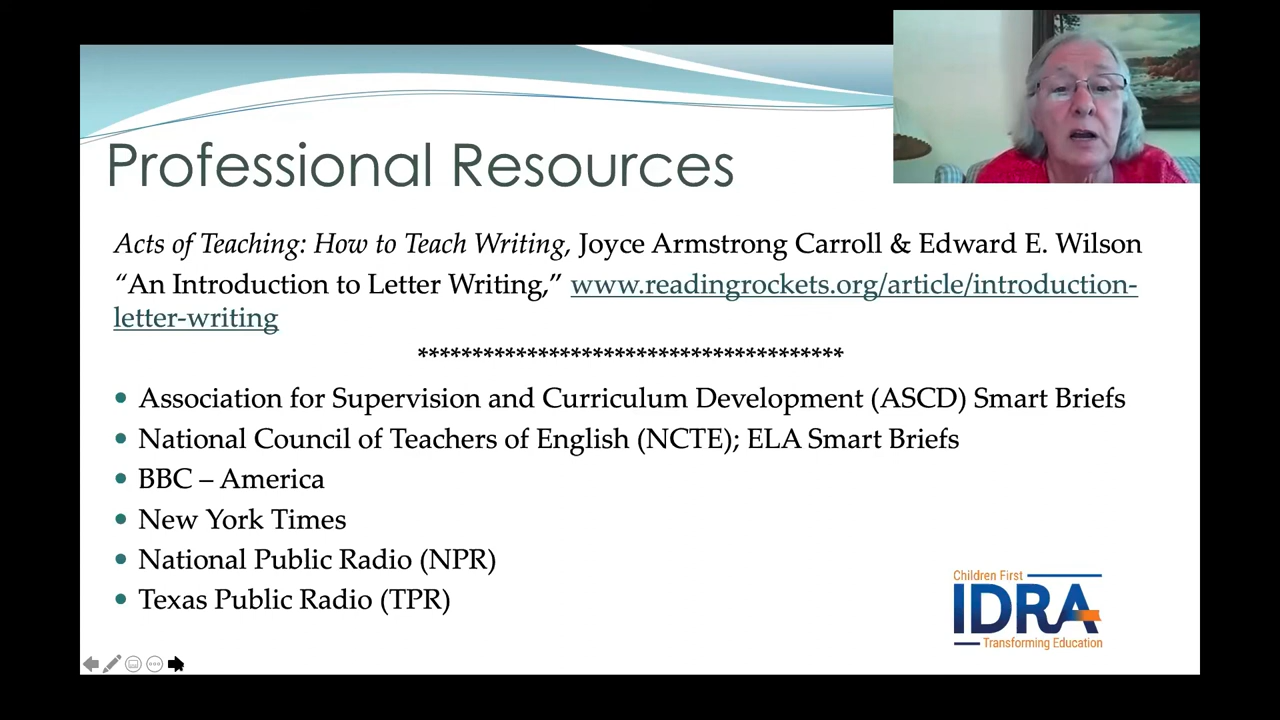 Professional Resources
Acts of Teaching: How to Teach Writing, Joyce Armstrong Carroll & Edward E. Wilson
“An Introduction to Letter Writing,” www.readingrockets.org/article/introduction-
letter-writing
***************************************
• Association for Supervision and Curriculum Development (ASCD) Smart Briefs
• National Council of Teachers of English (NCTE); ELA Smart Briefs
• BBC – America
• New York Times
• National Public Radio (NPR)
• Texas Public Radio (TPR)
Children First
IDRA
Transforming Education